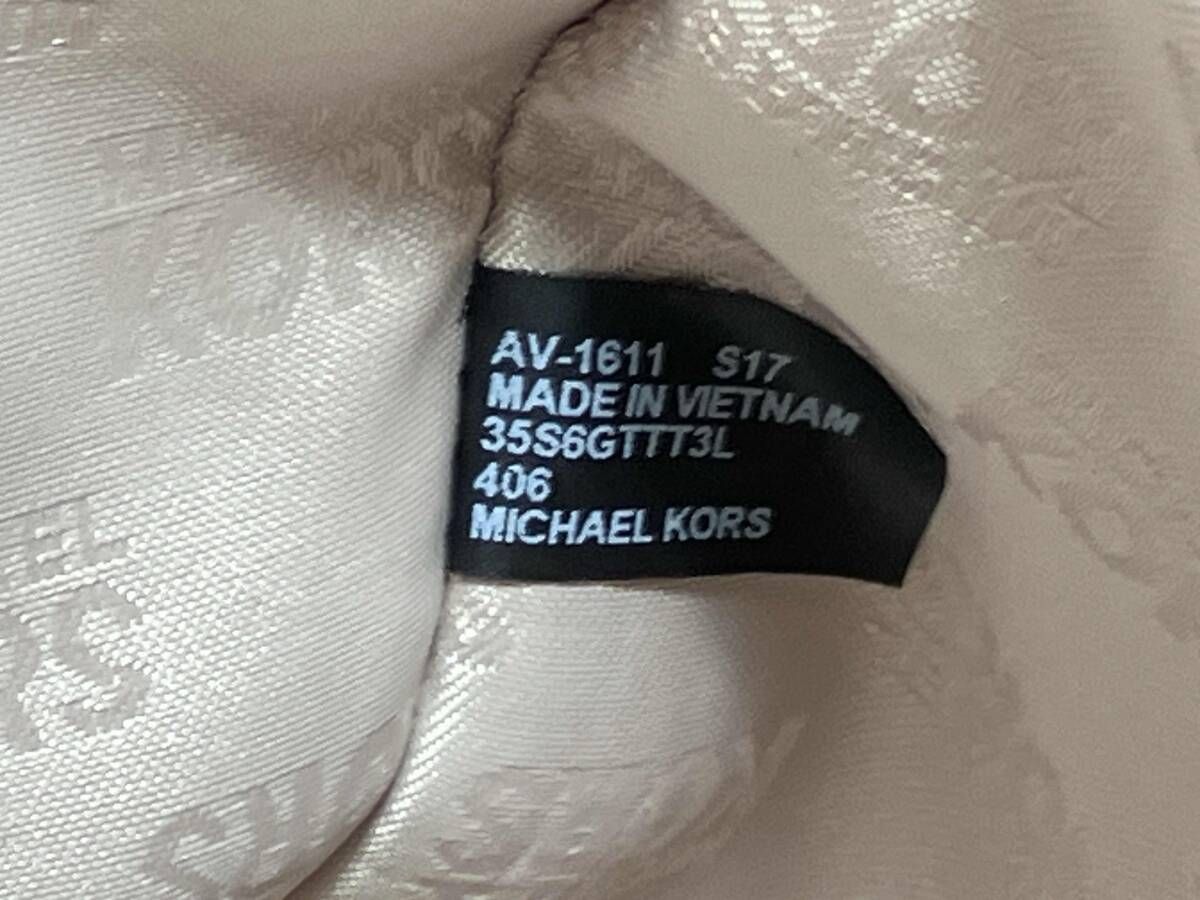 AV-1611 S17
MADE IN VIETNAM
35S6GTTT3L
406
MICHAEL KORS